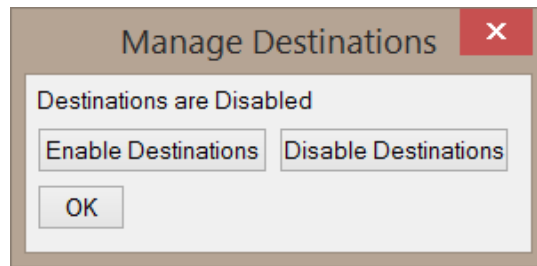 Manage Destinations
Destinations are Disabled
Enable Destinations Disable Destinations
OK